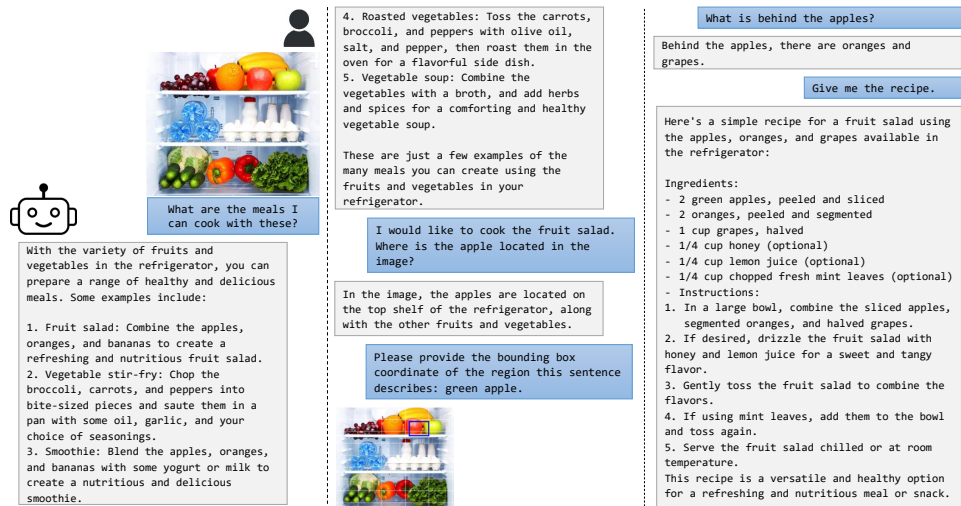 What are the meals I
can cook with these?
With the variety of fruits and
vegetables in the refrigerator, you can
prepare a range of healthy and delicious
meals. Some examples include:
1. Fruit salad: Combine the apples,
oranges, and bananas to create a
refreshing and nutritious fruit salad.
2. Vegetable stir-fry: Chop the
broccoli, carrots, and peppers into
bite-sized pieces and saute them in a
pan with some oil, garlic, and your
choice of seasonings.
3. Smoothie: Blend the apples, oranges,
and bananas with some yogurt or milk to
create a nutritious and delicious
smoothie.
4. Roasted vegetables: Toss the carrots,
broccoli, and peppers with olive oil,
salt, and pepper, then roast them in the
oven for a flavorful side dish.
5. Vegetable soup: Combine the
vegetables with a broth, and add herbs
and spices for a comforting and healthy
vegetable soup.
These are just a few examples of the
many meals you can create using the
fruits and vegetables in your
refrigerator.
I would like to cook the fruit salad.
Where is the apple located in the
image?
In the image, the apples are located on
the top shelf of the refrigerator, along
with the other fruits and vegetables.
Please provide the bounding box
coordinate of the region this sentence
describes: green apple.
What is behind the apples?
Behind the apples, there are oranges and
grapes.
Give me the recipe.
Here's a simple recipe for a fruit salad using
the apples, oranges, and grapes available in
the refrigerator:
Ingredients:
- 2 green apples, peeled and sliced
- 2 oranges, peeled and segmented
- 1 cup grapes, halved
- 1/4 cup honey (optional)
- 1/4 cup lemon juice (optional)
- 1/4 cup chopped fresh mint leaves (optional)
- Instructions:
1. In a large bowl, combine the sliced apples,
segmented oranges, and halved grapes.
2. If desired, drizzle the fruit salad with
honey and lemon juice for a sweet and tangy
flavor.
3. Gently toss the fruit salad to combine the
flavors.
4. If using mint leaves, add them to the bowl
and toss again.
5. Serve the fruit salad chilled or at room
temperature.
This recipe is a versatile and healthy option
for a refreshing and nutritious meal or snack.